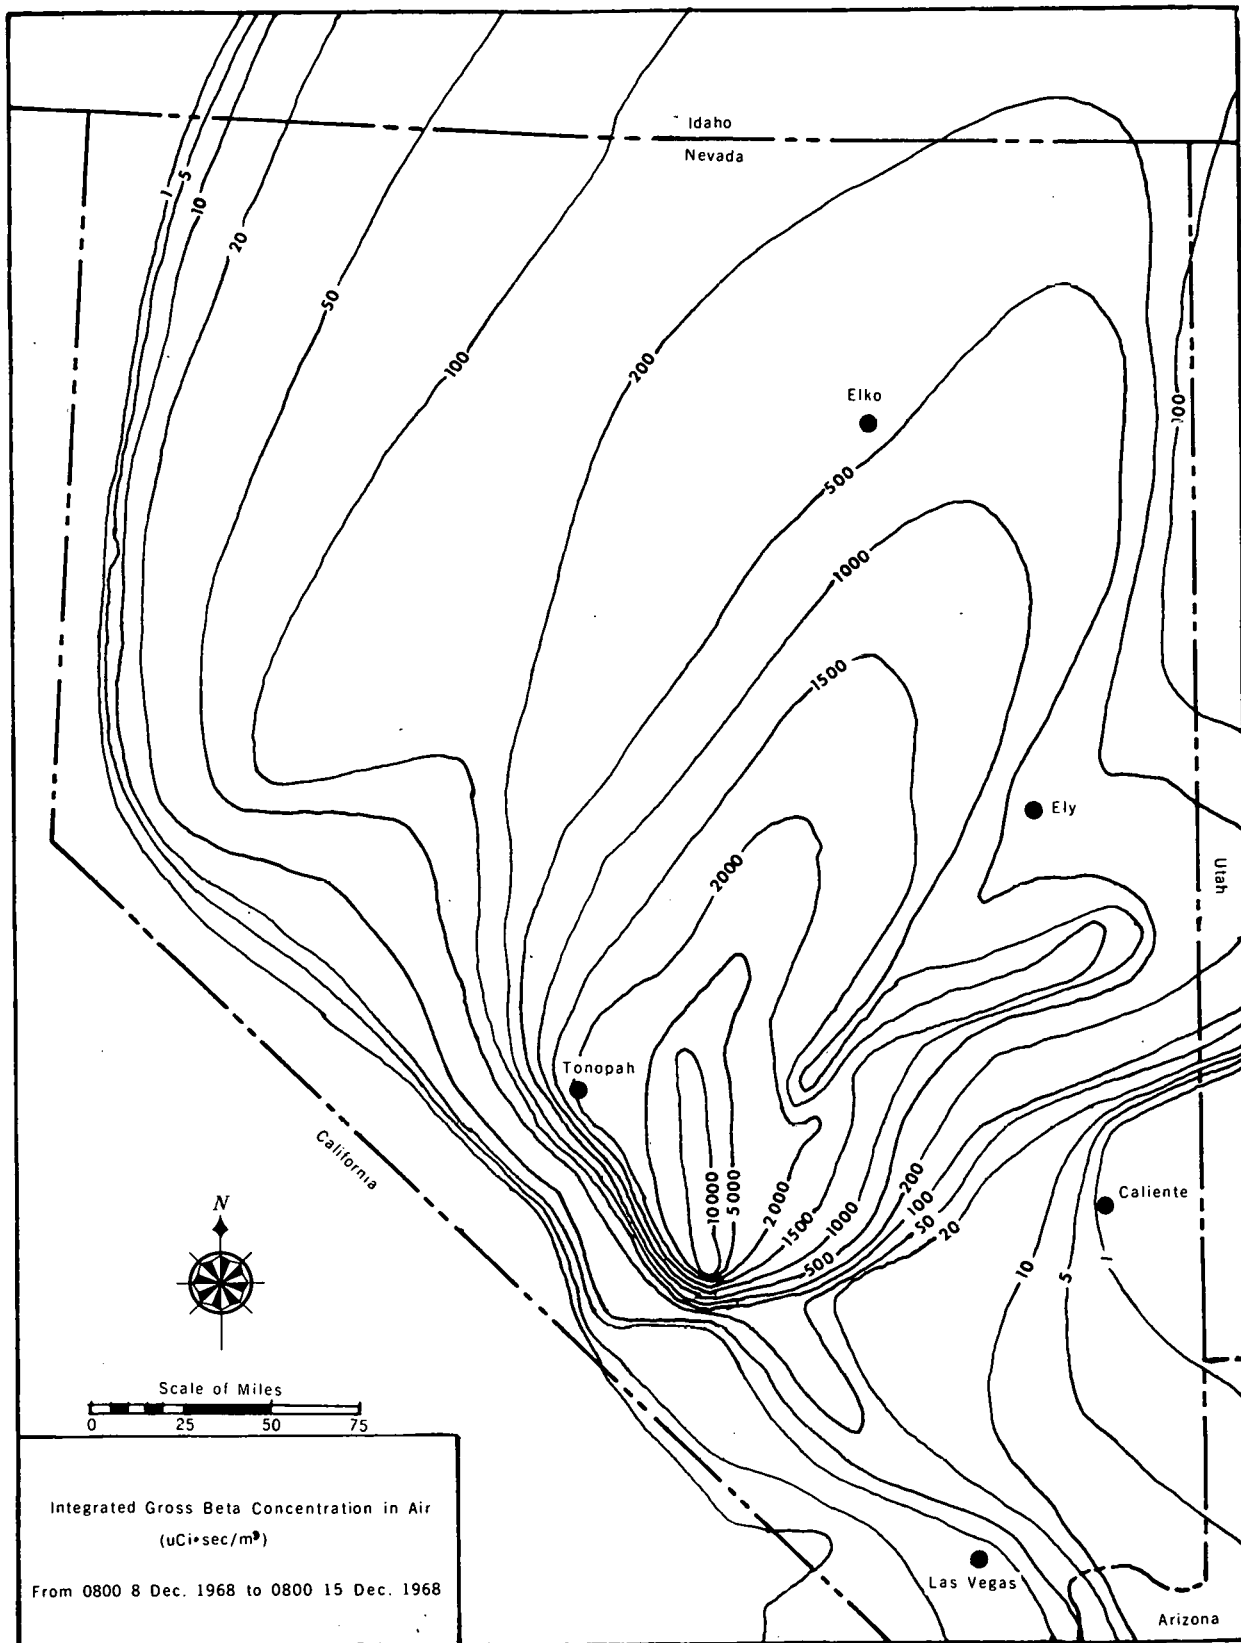 Idaho
Nevada
1
5
10
20
50
100
200
100
Elko
500
1000
1500
Ely
2000
Utah
Tonopah
California
10000
5000
2000
1500
1000
500
200
100
50
20
Caliente
10
5
1
N
Scale of Miles
0 25 50 75
Integrated Gross Beta Concentration in Air
(uCi•sec/m³)
From 0800 8 Dec. 1968 to 0800 15 Dec. 1968
Las Vegas
Arizona